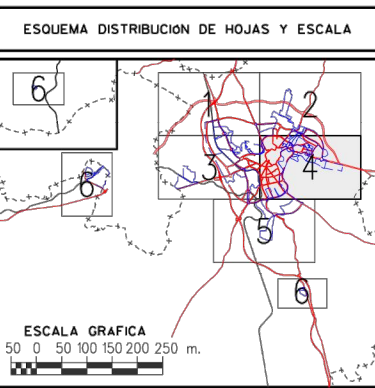 ESQUEMA DISTRIBUCION DE HOJAS Y ESCALA
6
1
2
6
3
4
5
6
ESCALA GRAFICA
50 0 50 100 150 200 250 m.